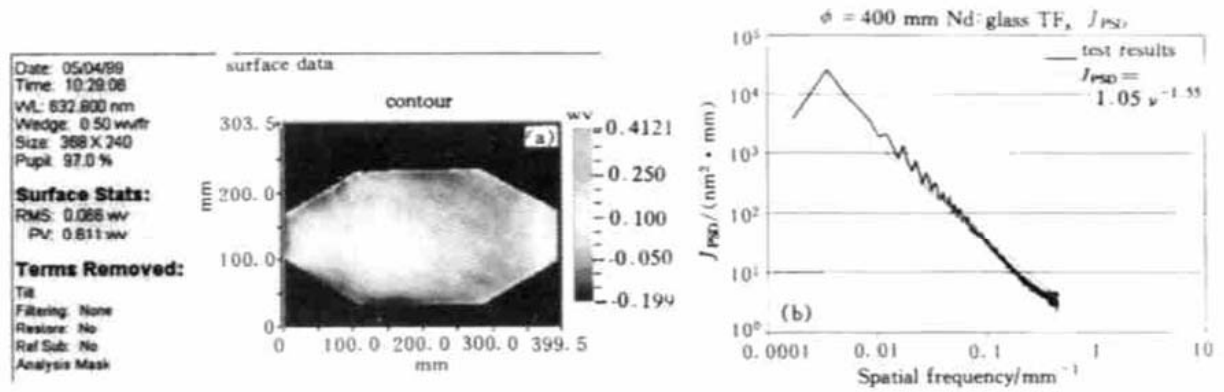 Date: 05/04/99
Time: 10:29:06
WL: 632.800 nm
Wedge: 0.50 wv/fr
Size: 368 X 240
Pupil: 97.0 %
Surface Stats:
RMS: 0.066 wv
PV: 0.611 wv
Terms Removed:
Tilt
Filtering: None
Restore: No
Ref Sub: No
Analysis Mask
surface data
contour
wv
(a)
303.5
200.0
100.0
0
mm
0 100.0 200.0 300.0 399.5
mm
0.4121
0.250
0.100
-0.050
-0.199
ϕ = 400 mm Nd:glass TF, J_PSD
test results
J_PSD =
1.05 ν^-1.55
10^5
10^4
10^3
10^2
10^1
10^0
J_PSD/(nm² · mm)
(b)
0.0001 0.01 0.1 1 10
Spatial frequency/mm⁻¹